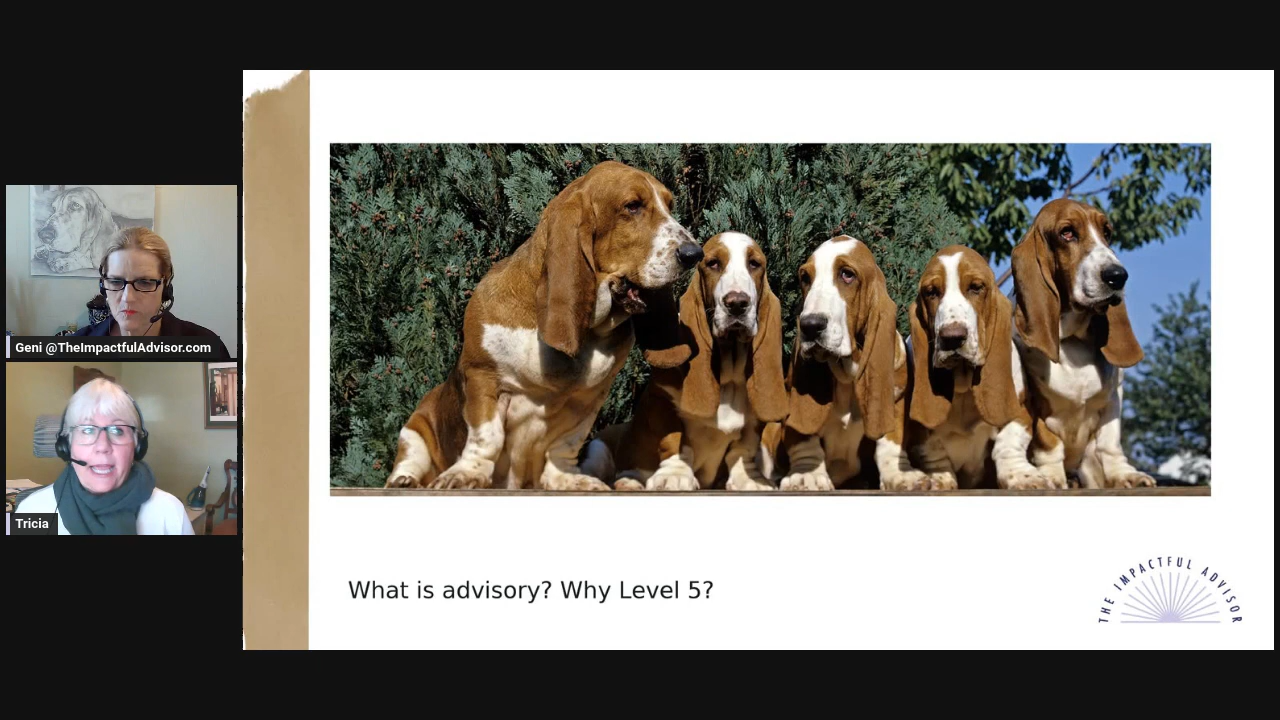 Geni @TheImpactfulAdvisor.com
Tricia
What is advisory? Why Level 5?
THE IMPACTFUL ADVISOR